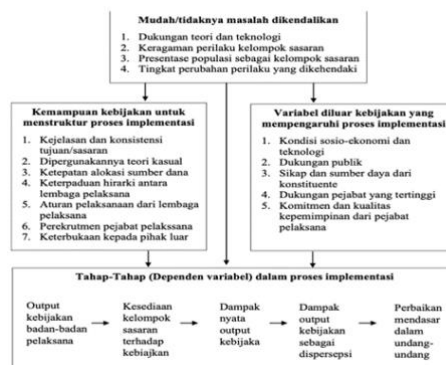 Mudah/tidaknya masalah dikendalikan
1. Dukungan teori dan teknologi
2. Keragaman perilaku kelompok sasaran
3. Presentase populasi sebagai kelompok sasaran
4. Tingkat perubahan perilaku yang dikehendaki
Kemampuan kebijakan untuk
menstruktur proses implementasi
1. Kejelasan dan konsistensi
tujuan/sasaran
2. Dipergunakannya teori kasual
3. Ketepatan alokasi sumber dana
4. Keterpaduan hirarki antara
lembaga pelaksana
5. Aturan pelaksanaan dari lembaga
pelaksana
6. Perekrutmen pejabat pelakssana
7. Keterbukaan kepada pihak luar
Variabel diluar kebijakan yang
mempengaruhi proses implementasi
1. Kondisi sosio-ekonomi dan
teknologi
2. Dukungan publik
3. Sikap dan sumber daya dari
konstituente
4. Dukungan pejabat yang tertinggi
5. Komitmen dan kualitas
kepemimpinan dari pejabat
pelaksana
Tahap-Tahap (Dependen variabel) dalam proses implementasi
Output
kebijakan
badan-badan
pelaksana
Kesediaan
kelompok
sasaran
terhadap
kebiajkan
Dampak
nyata
output
kebijaka
Dampak
output
kebijakan
sebagai
dispersepsi
Perbaikan
mendasar
dalam
undang-
undang